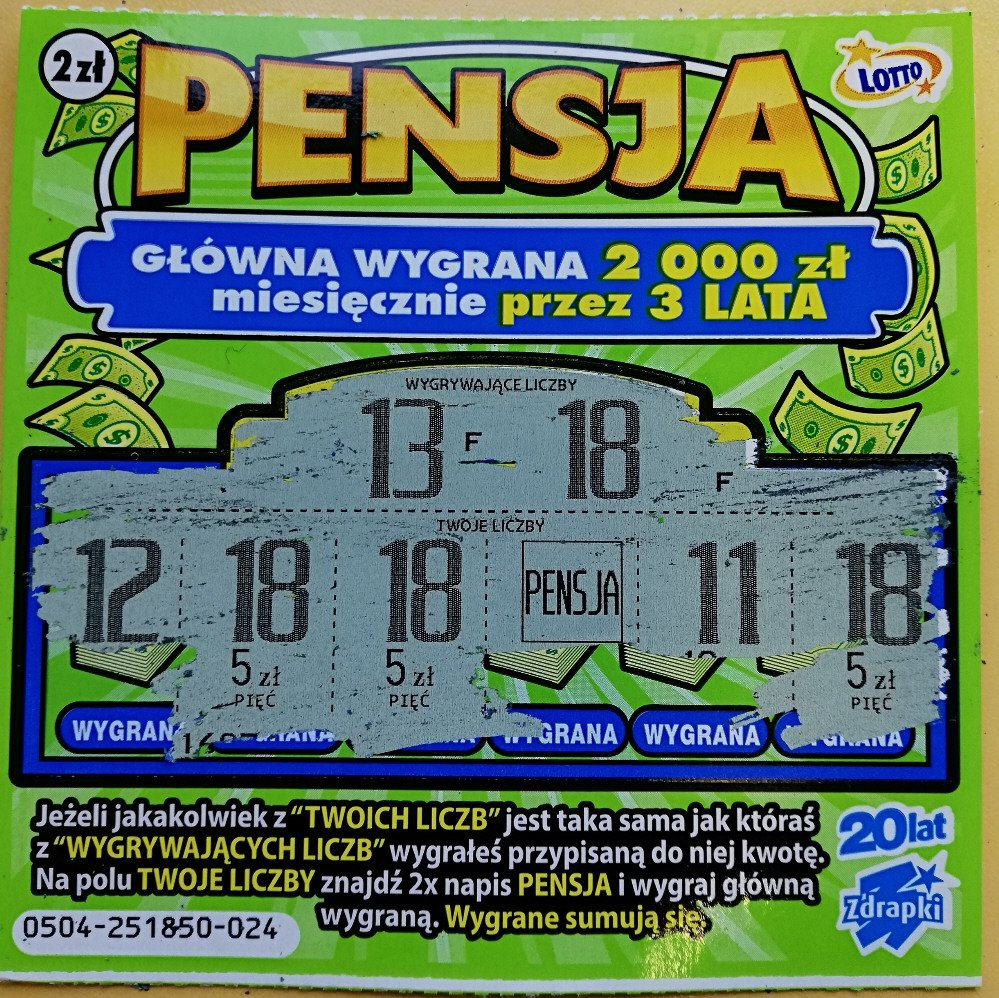 2 zł
PENSJA
LOTTO
GŁÓWNA WYGRANA 2 000 zł
miesięcznie przez 3 LATA
WYGRYWAJĄCE LICZBY
13 F 18 F
TWOJE LICZBY
12 18 18 PENSJA 11 18
5 zł 5 zł 5 zł
PIĘĆ PIĘĆ PIĘĆ
WYGRANA WYGRANA WYGRANA
Jeżeli jakakolwiek z "TWOICH LICZB" jest taka sama jak któraś
z "WYGRYWAJĄCYCH LICZB" wygrałeś przypisaną do niej kwotę.
Na polu TWOJE LICZBY znajdź 2x napis PENSJA i wygraj główną
wygraną. Wygrane sumują się.
20 lat
Zdrapki
0504-251850-024